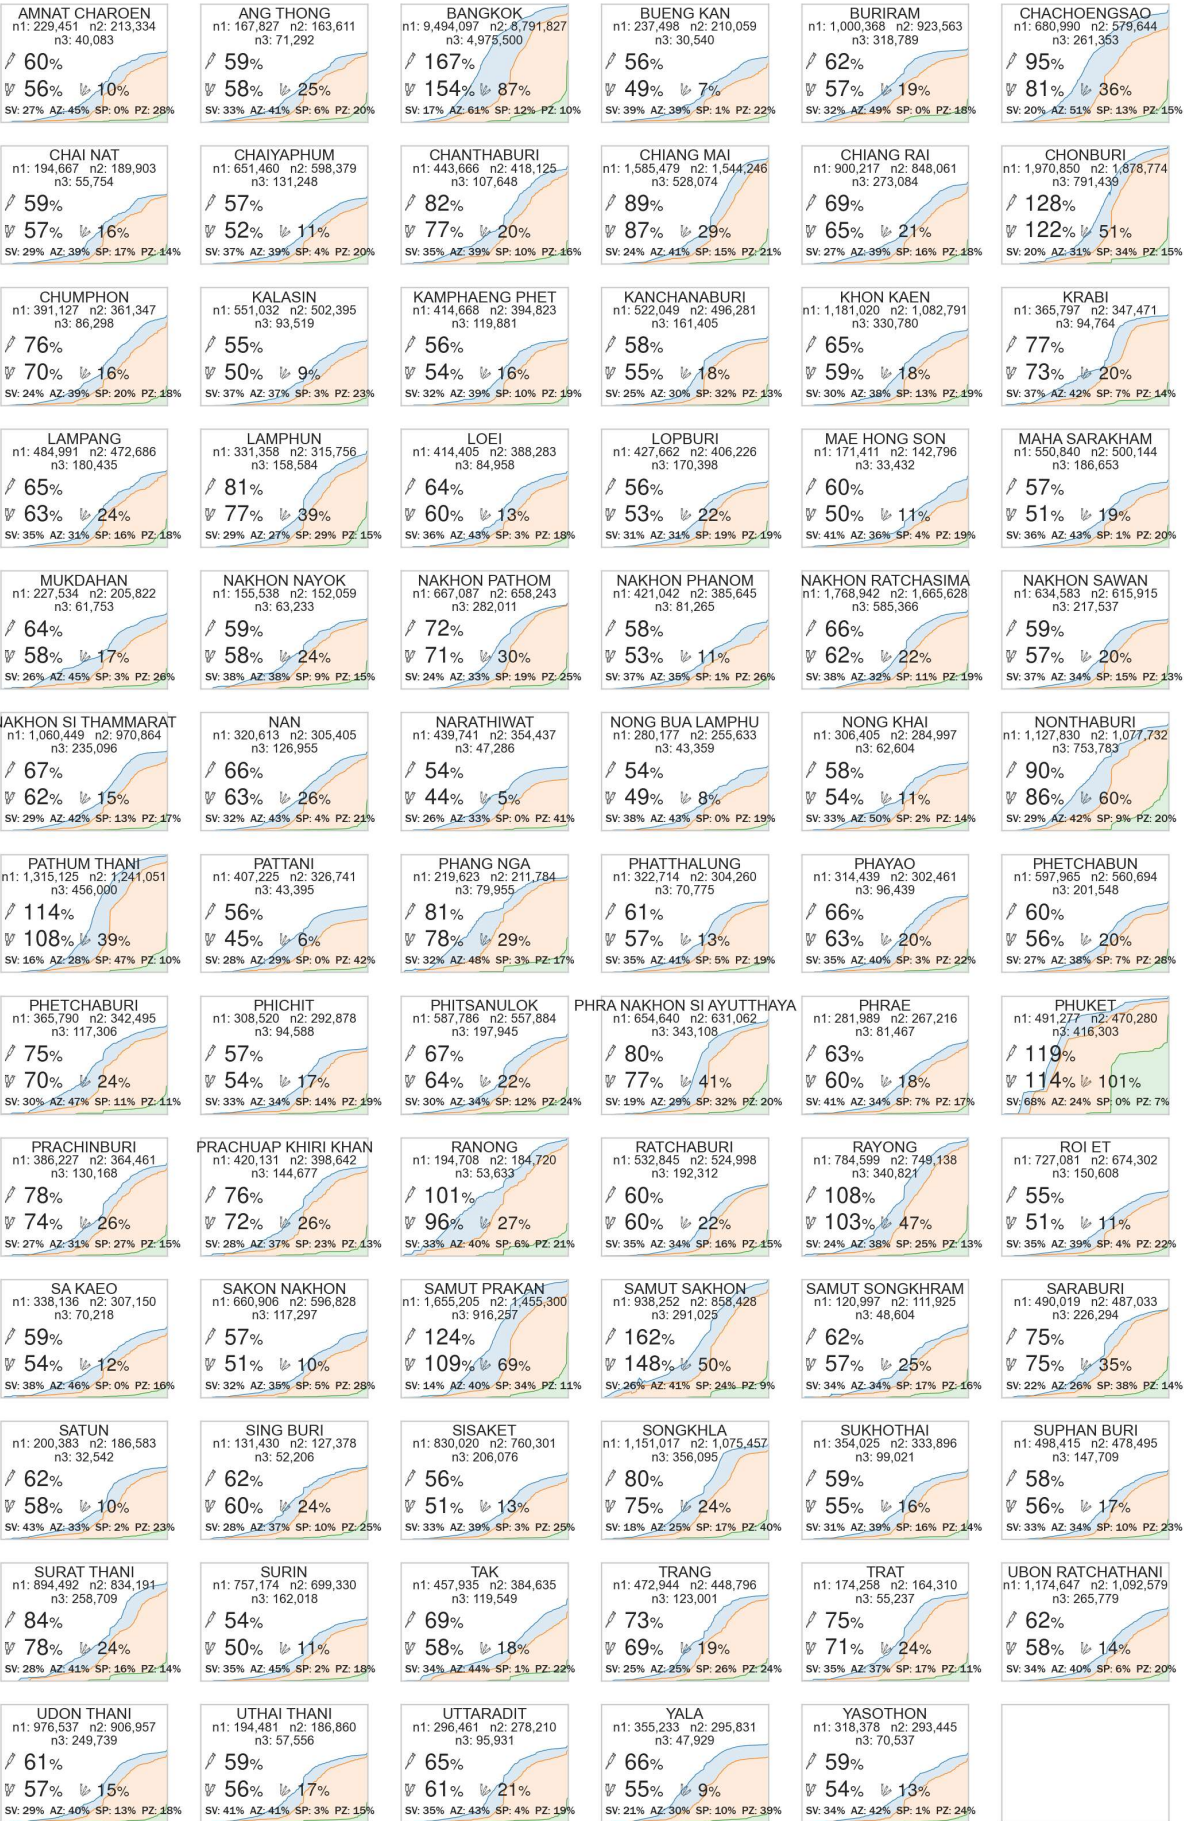 AMNAT CHAROEN
n1: 229,451 n2: 213,334
n3: 40,083
60%
56% 10%
SV: 27% AZ: 45% SP: 0% PZ: 28%
ANG THONG
n1: 167,827 n2: 163,611
n3: 71,292
59%
58% 25%
SV: 33% AZ: 41% SP: 6% PZ: 20%
BANGKOK
n1: 9,494,097 n2: 8,791,827
n3: 4,975,500
167%
154% 87%
SV: 17% AZ: 61% SP: 12% PZ: 10%
BUENG KAN
n1: 237,498 n2: 210,059
n3: 30,540
56%
49% 7%
SV: 39% AZ: 39% SP: 1% PZ: 22%
BURIRAM
n1: 1,000,368 n2: 923,563
n3: 318,789
62%
57% 19%
SV: 32% AZ: 49% SP: 0% PZ: 18%
CHACHOENGSAO
n1: 680,990 n2: 579,644
n3: 261,353
95%
81% 36%
SV: 20% AZ: 51% SP: 13% PZ: 15%
CHAI NAT
n1: 194,667 n2: 189,903
n3: 55,754
59%
57% 16%
SV: 29% AZ: 39% SP: 17% PZ: 14%
CHAIYAPHUM
n1: 651,460 n2: 598,379
n3: 131,248
57%
52% 11%
SV: 37% AZ: 39% SP: 4% PZ: 20%
CHANTHABURI
n1: 443,666 n2: 418,125
n3: 107,648
82%
77% 20%
SV: 35% AZ: 39% SP: 10% PZ: 16%
CHIANG MAI
n1: 1,585,479 n2: 1,544,246
n3: 528,074
89%
87% 29%
SV: 24% AZ: 41% SP: 15% PZ: 21%
CHIANG RAI
n1: 900,217 n2: 848,061
n3: 273,084
69%
65% 21%
SV: 27% AZ: 39% SP: 16% PZ: 18%
CHONBURI
n1: 1,970,850 n2: 1,878,774
n3: 791,439
128%
122% 51%
SV: 20% AZ: 31% SP: 34% PZ: 15%
CHUMPHON
n1: 391,127 n2: 361,347
n3: 86,298
76%
70% 16%
SV: 24% AZ: 39% SP: 20% PZ: 18%
KALASIN
n1: 551,032 n2: 502,395
n3: 93,519
55%
50% 9%
SV: 37% AZ: 37% SP: 3% PZ: 23%
KAMPHAENG PHET
n1: 414,668 n2: 394,823
n3: 119,881
56%
54% 16%
SV: 32% AZ: 39% SP: 10% PZ: 19%
KANCHANABURI
n1: 522,049 n2: 496,281
n3: 161,405
58%
55% 18%
SV: 25% AZ: 30% SP: 32% PZ: 13%
KHON KAEN
n1: 1,181,020 n2: 1,082,791
n3: 330,780
65%
59% 18%
SV: 30% AZ: 38% SP: 13% PZ: 19%
KRABI
n1: 365,797 n2: 347,471
n3: 94,764
77%
73% 20%
SV: 37% AZ: 42% SP: 7% PZ: 14%
LAMPANG
n1: 484,991 n2: 472,686
n3: 180,435
65%
63% 24%
SV: 35% AZ: 31% SP: 16% PZ: 18%
LAMPHUN
n1: 331,358 n2: 315,756
n3: 158,584
81%
77% 39%
SV: 29% AZ: 27% SP: 29% PZ: 15%
LOEI
n1: 414,405 n2: 388,283
n3: 84,958
64%
60% 13%
SV: 36% AZ: 43% SP: 3% PZ: 18%
LOPBURI
n1: 427,662 n2: 406,226
n3: 170,398
56%
53% 22%
SV: 31% AZ: 31% SP: 19% PZ: 19%
MAE HONG SON
n1: 171,411 n2: 142,796
n3: 33,432
60%
50% 11%
SV: 41% AZ: 36% SP: 4% PZ: 19%
MAHA SARAKHAM
n1: 550,840 n2: 500,144
n3: 186,653
57%
51% 19%
SV: 36% AZ: 43% SP: 1% PZ: 20%
MUKDAHAN
n1: 227,534 n2: 205,822
n3: 61,753
64%
58% 17%
SV: 26% AZ: 45% SP: 3% PZ: 26%
NAKHON NAYOK
n1: 155,538 n2: 152,059
n3: 63,233
59%
58% 24%
SV: 38% AZ: 38% SP: 9% PZ: 15%
NAKHON PATHOM
n1: 667,087 n2: 658,243
n3: 282,011
72%
71% 30%
SV: 24% AZ: 33% SP: 19% PZ: 25%
NAKHON PHANOM
n1: 421,042 n2: 385,645
n3: 81,265
58%
53% 11%
SV: 37% AZ: 35% SP: 1% PZ: 26%
NAKHON RATCHASIMA
n1: 1,768,942 n2: 1,665,628
n3: 585,366
66%
62% 22%
SV: 38% AZ: 32% SP: 11% PZ: 19%
NAKHON SAWAN
n1: 634,583 n2: 615,915
n3: 217,537
59%
57% 20%
SV: 37% AZ: 34% SP: 15% PZ: 13%
NAKHON SI THAMMARAT
n1: 1,060,449 n2: 970,864
n3: 235,096
67%
62% 15%
SV: 29% AZ: 42% SP: 13% PZ: 17%
NAN
n1: 320,613 n2: 305,405
n3: 126,955
66%
63% 26%
SV: 32% AZ: 43% SP: 4% PZ: 21%
NARATHIWAT
n1: 439,741 n2: 354,437
n3: 47,286
54%
44% 5%
SV: 26% AZ: 33% SP: 0% PZ: 41%
NONG BUA LAMPHU
n1: 280,177 n2: 255,633
n3: 43,359
54%
49% 8%
SV: 38% AZ: 43% SP: 0% PZ: 19%
NONG KHAI
n1: 306,405 n2: 284,997
n3: 62,604
58%
54% 11%
SV: 33% AZ: 50% SP: 2% PZ: 14%
NONTHABURI
n1: 1,127,830 n2: 1,077,732
n3: 753,783
90%
86% 60%
SV: 29% AZ: 42% SP: 9% PZ: 20%
PATHUM THANI
n1: 1,315,125 n2: 1,241,051
n3: 456,000
114%
108% 39%
SV: 16% AZ: 28% SP: 47% PZ: 10%
PATTANI
n1: 407,225 n2: 326,741
n3: 43,395
56%
45% 6%
SV: 28% AZ: 29% SP: 0% PZ: 42%
PHANG NGA
n1: 219,623 n2: 211,784
n3: 79,955
81%
78% 29%
SV: 32% AZ: 48% SP: 3% PZ: 17%
PHATTHALUNG
n1: 322,714 n2: 304,260
n3: 70,775
61%
57% 13%
SV: 35% AZ: 41% SP: 5% PZ: 19%
PHAYAO
n1: 314,439 n2: 302,461
n3: 96,439
66%
63% 20%
SV: 35% AZ: 40% SP: 3% PZ: 22%
PHETCHABUN
n1: 597,965 n2: 560,694
n3: 201,548
60%
56% 20%
SV: 27% AZ: 38% SP: 7% PZ: 28%
PHETCHABURI
n1: 365,790 n2: 342,495
n3: 117,306
75%
70% 24%
SV: 30% AZ: 47% SP: 11% PZ: 11%
PHICHIT
n1: 308,520 n2: 292,878
n3: 94,588
57%
54% 17%
SV: 33% AZ: 34% SP: 14% PZ: 19%
PHITSANULOK
n1: 587,786 n2: 557,884
n3: 197,945
67%
64% 22%
SV: 30% AZ: 34% SP: 12% PZ: 24%
PHRA NAKHON SI AYUTTHAYA
n1: 654,640 n2: 631,062
n3: 343,108
80%
77% 41%
SV: 19% AZ: 29% SP: 32% PZ: 20%
PHRAE
n1: 281,989 n2: 267,216
n3: 81,467
63%
60% 18%
SV: 41% AZ: 34% SP: 7% PZ: 17%
PHUKET
n1: 491,277 n2: 470,280
n3: 416,303
119%
114% 101%
SV: 68% AZ: 24% SP: 0% PZ: 7%
PRACHINBURI
n1: 386,227 n2: 364,461
n3: 130,168
78%
74% 26%
SV: 27% AZ: 31% SP: 27% PZ: 15%
PRACHUAP KHIRI KHAN
n1: 420,131 n2: 398,642
n3: 144,677
76%
72% 26%
SV: 28% AZ: 37% SP: 23% PZ: 13%
RANONG
n1: 194,708 n2: 184,720
n3: 53,633
101%
96% 27%
SV: 33% AZ: 40% SP: 6% PZ: 21%
RATCHABURI
n1: 532,845 n2: 524,998
n3: 192,312
60%
60% 22%
SV: 35% AZ: 34% SP: 16% PZ: 15%
RAYONG
n1: 784,599 n2: 749,138
n3: 340,821
108%
103% 47%
SV: 24% AZ: 38% SP: 25% PZ: 13%
ROI ET
n1: 727,081 n2: 674,302
n3: 150,608
55%
51% 11%
SV: 35% AZ: 39% SP: 4% PZ: 22%
SA KAEO
n1: 338,136 n2: 307,150
n3: 70,218
59%
54% 12%
SV: 38% AZ: 46% SP: 0% PZ: 16%
SAKON NAKHON
n1: 660,906 n2: 596,828
n3: 117,297
57%
51% 10%
SV: 32% AZ: 35% SP: 5% PZ: 28%
SAMUT PRAKAN
n1: 1,655,205 n2: 1,455,300
n3: 916,257
124%
109% 69%
SV: 14% AZ: 40% SP: 34% PZ: 11%
SAMUT SAKHON
n1: 938,252 n2: 858,428
n3: 291,025
162%
148% 50%
SV: 26% AZ: 41% SP: 24% PZ: 9%
SAMUT SONGKHRAM
n1: 120,997 n2: 111,925
n3: 48,604
62%
57% 25%
SV: 34% AZ: 34% SP: 17% PZ: 16%
SARABURI
n1: 490,019 n2: 487,033
n3: 226,294
75%
75% 35%
SV: 22% AZ: 26% SP: 38% PZ: 14%
SATUN
n1: 200,383 n2: 186,583
n3: 32,542
62%
58% 10%
SV: 43% AZ: 33% SP: 2% PZ: 23%
SING BURI
n1: 131,430 n2: 127,378
n3: 52,206
62%
60% 24%
SV: 28% AZ: 37% SP: 10% PZ: 25%
SISAKET
n1: 830,020 n2: 760,301
n3: 206,076
56%
51% 13%
SV: 33% AZ: 39% SP: 3% PZ: 25%
SONGKHLA
n1: 1,151,017 n2: 1,075,457
n3: 356,095
80%
75% 24%
SV: 18% AZ: 25% SP: 17% PZ: 40%
SUKHOTHAI
n1: 354,025 n2: 333,896
n3: 99,021
59%
55% 16%
SV: 31% AZ: 39% SP: 16% PZ: 14%
SUPHAN BURI
n1: 498,415 n2: 478,495
n3: 147,709
58%
56% 17%
SV: 33% AZ: 34% SP: 10% PZ: 23%
SURAT THANI
n1: 894,492 n2: 834,191
n3: 258,709
84%
78% 24%
SV: 28% AZ: 41% SP: 16% PZ: 14%
SURIN
n1: 757,174 n2: 699,330
n3: 162,018
54%
50% 11%
SV: 35% AZ: 45% SP: 2% PZ: 18%
TAK
n1: 457,935 n2: 384,635
n3: 119,549
69%
58% 18%
SV: 34% AZ: 44% SP: 1% PZ: 22%
TRANG
n1: 472,944 n2: 448,796
n3: 123,001
73%
69% 19%
SV: 25% AZ: 25% SP: 26% PZ: 24%
TRAT
n1: 174,258 n2: 164,310
n3: 55,237
75%
71% 24%
SV: 35% AZ: 37% SP: 17% PZ: 11%
UBON RATCHATHANI
n1: 1,174,647 n2: 1,092,579
n3: 265,779
62%
58% 14%
SV: 34% AZ: 40% SP: 6% PZ: 20%
UDON THANI
n1: 976,537 n2: 906,957
n3: 249,739
61%
57% 15%
SV: 29% AZ: 40% SP: 13% PZ: 18%
UTHAI THANI
n1: 194,481 n2: 186,860
n3: 57,556
59%
56% 17%
SV: 41% AZ: 41% SP: 3% PZ: 15%
UTTARADIT
n1: 296,461 n2: 278,210
n3: 95,931
65%
61% 21%
SV: 35% AZ: 43% SP: 4% PZ: 19%
YALA
n1: 355,233 n2: 295,831
n3: 47,929
66%
55% 9%
SV: 21% AZ: 30% SP: 10% PZ: 39%
YASOTHON
n1: 318,378 n2: 293,445
n3: 70,537
59%
54% 13%
SV: 34% AZ: 42% SP: 1% PZ: 24%